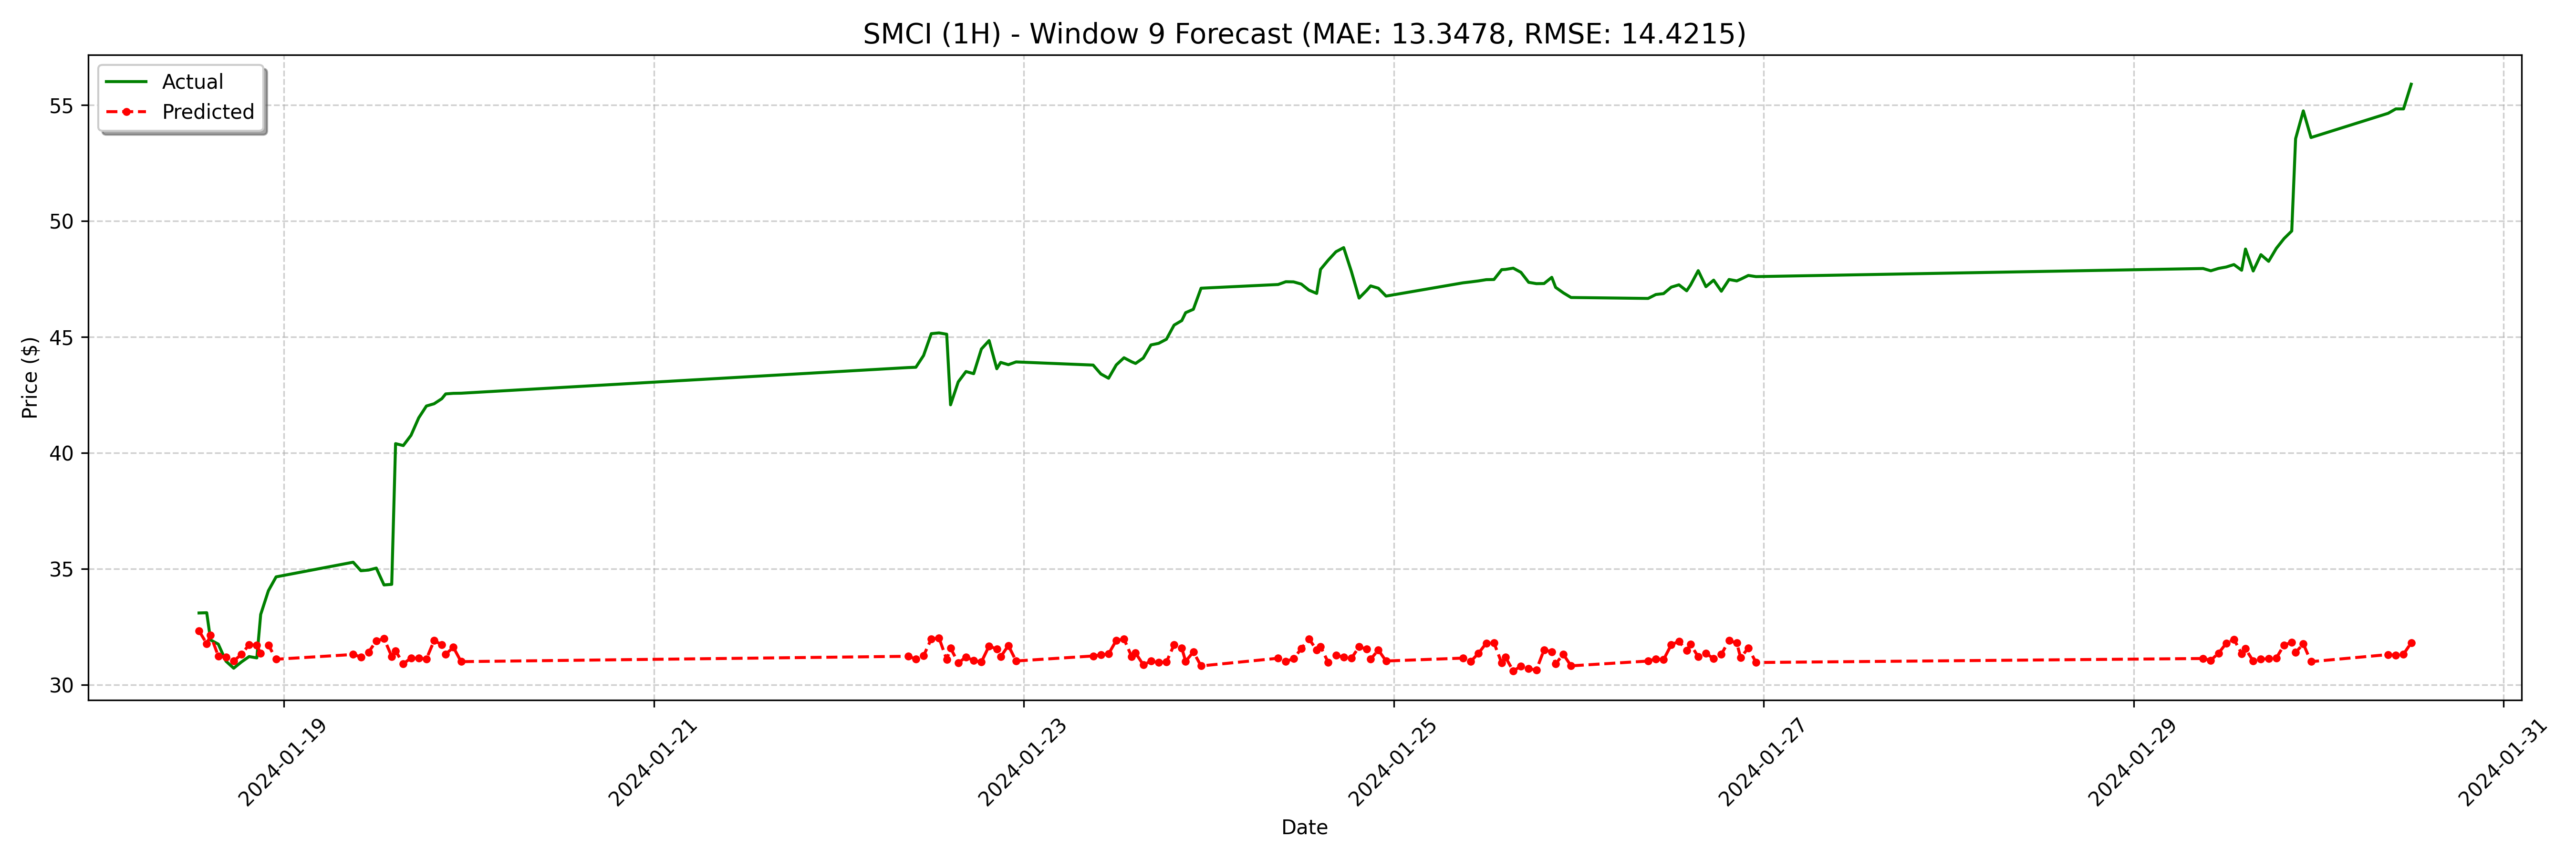 SMCI (1H) - Window 9 Forecast (MAE: 13.3478, RMSE: 14.4215)
Actual
Predicted
Price ($)
55
50
45
40
35
30
2024-01-19
2024-01-21
2024-01-23
2024-01-25
2024-01-27
2024-01-29
2024-01-31
Date